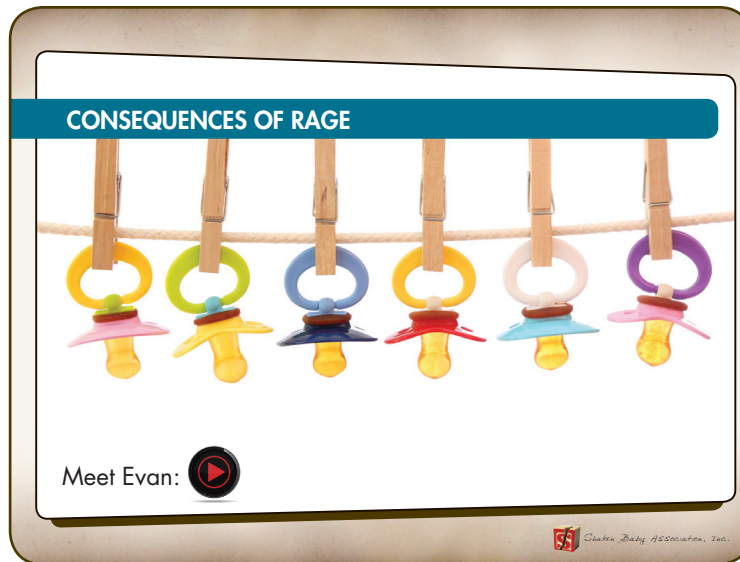 CONSEQUENCES OF RAGE
Meet Evan:
Shaken Baby Association, Inc.